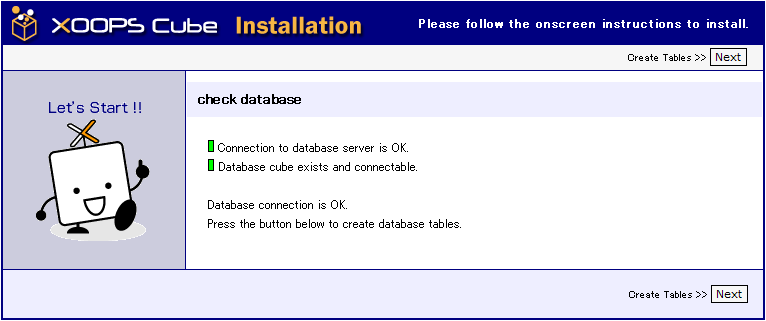 XOOPS Cube Installation Please follow the onscreen instructions to install.
Create Tables >> Next
Let's Start !!
check database
Connection to database server is OK.
Database cube exists and connectable.
Database connection is OK.
Press the button below to create database tables.
Create Tables >> Next